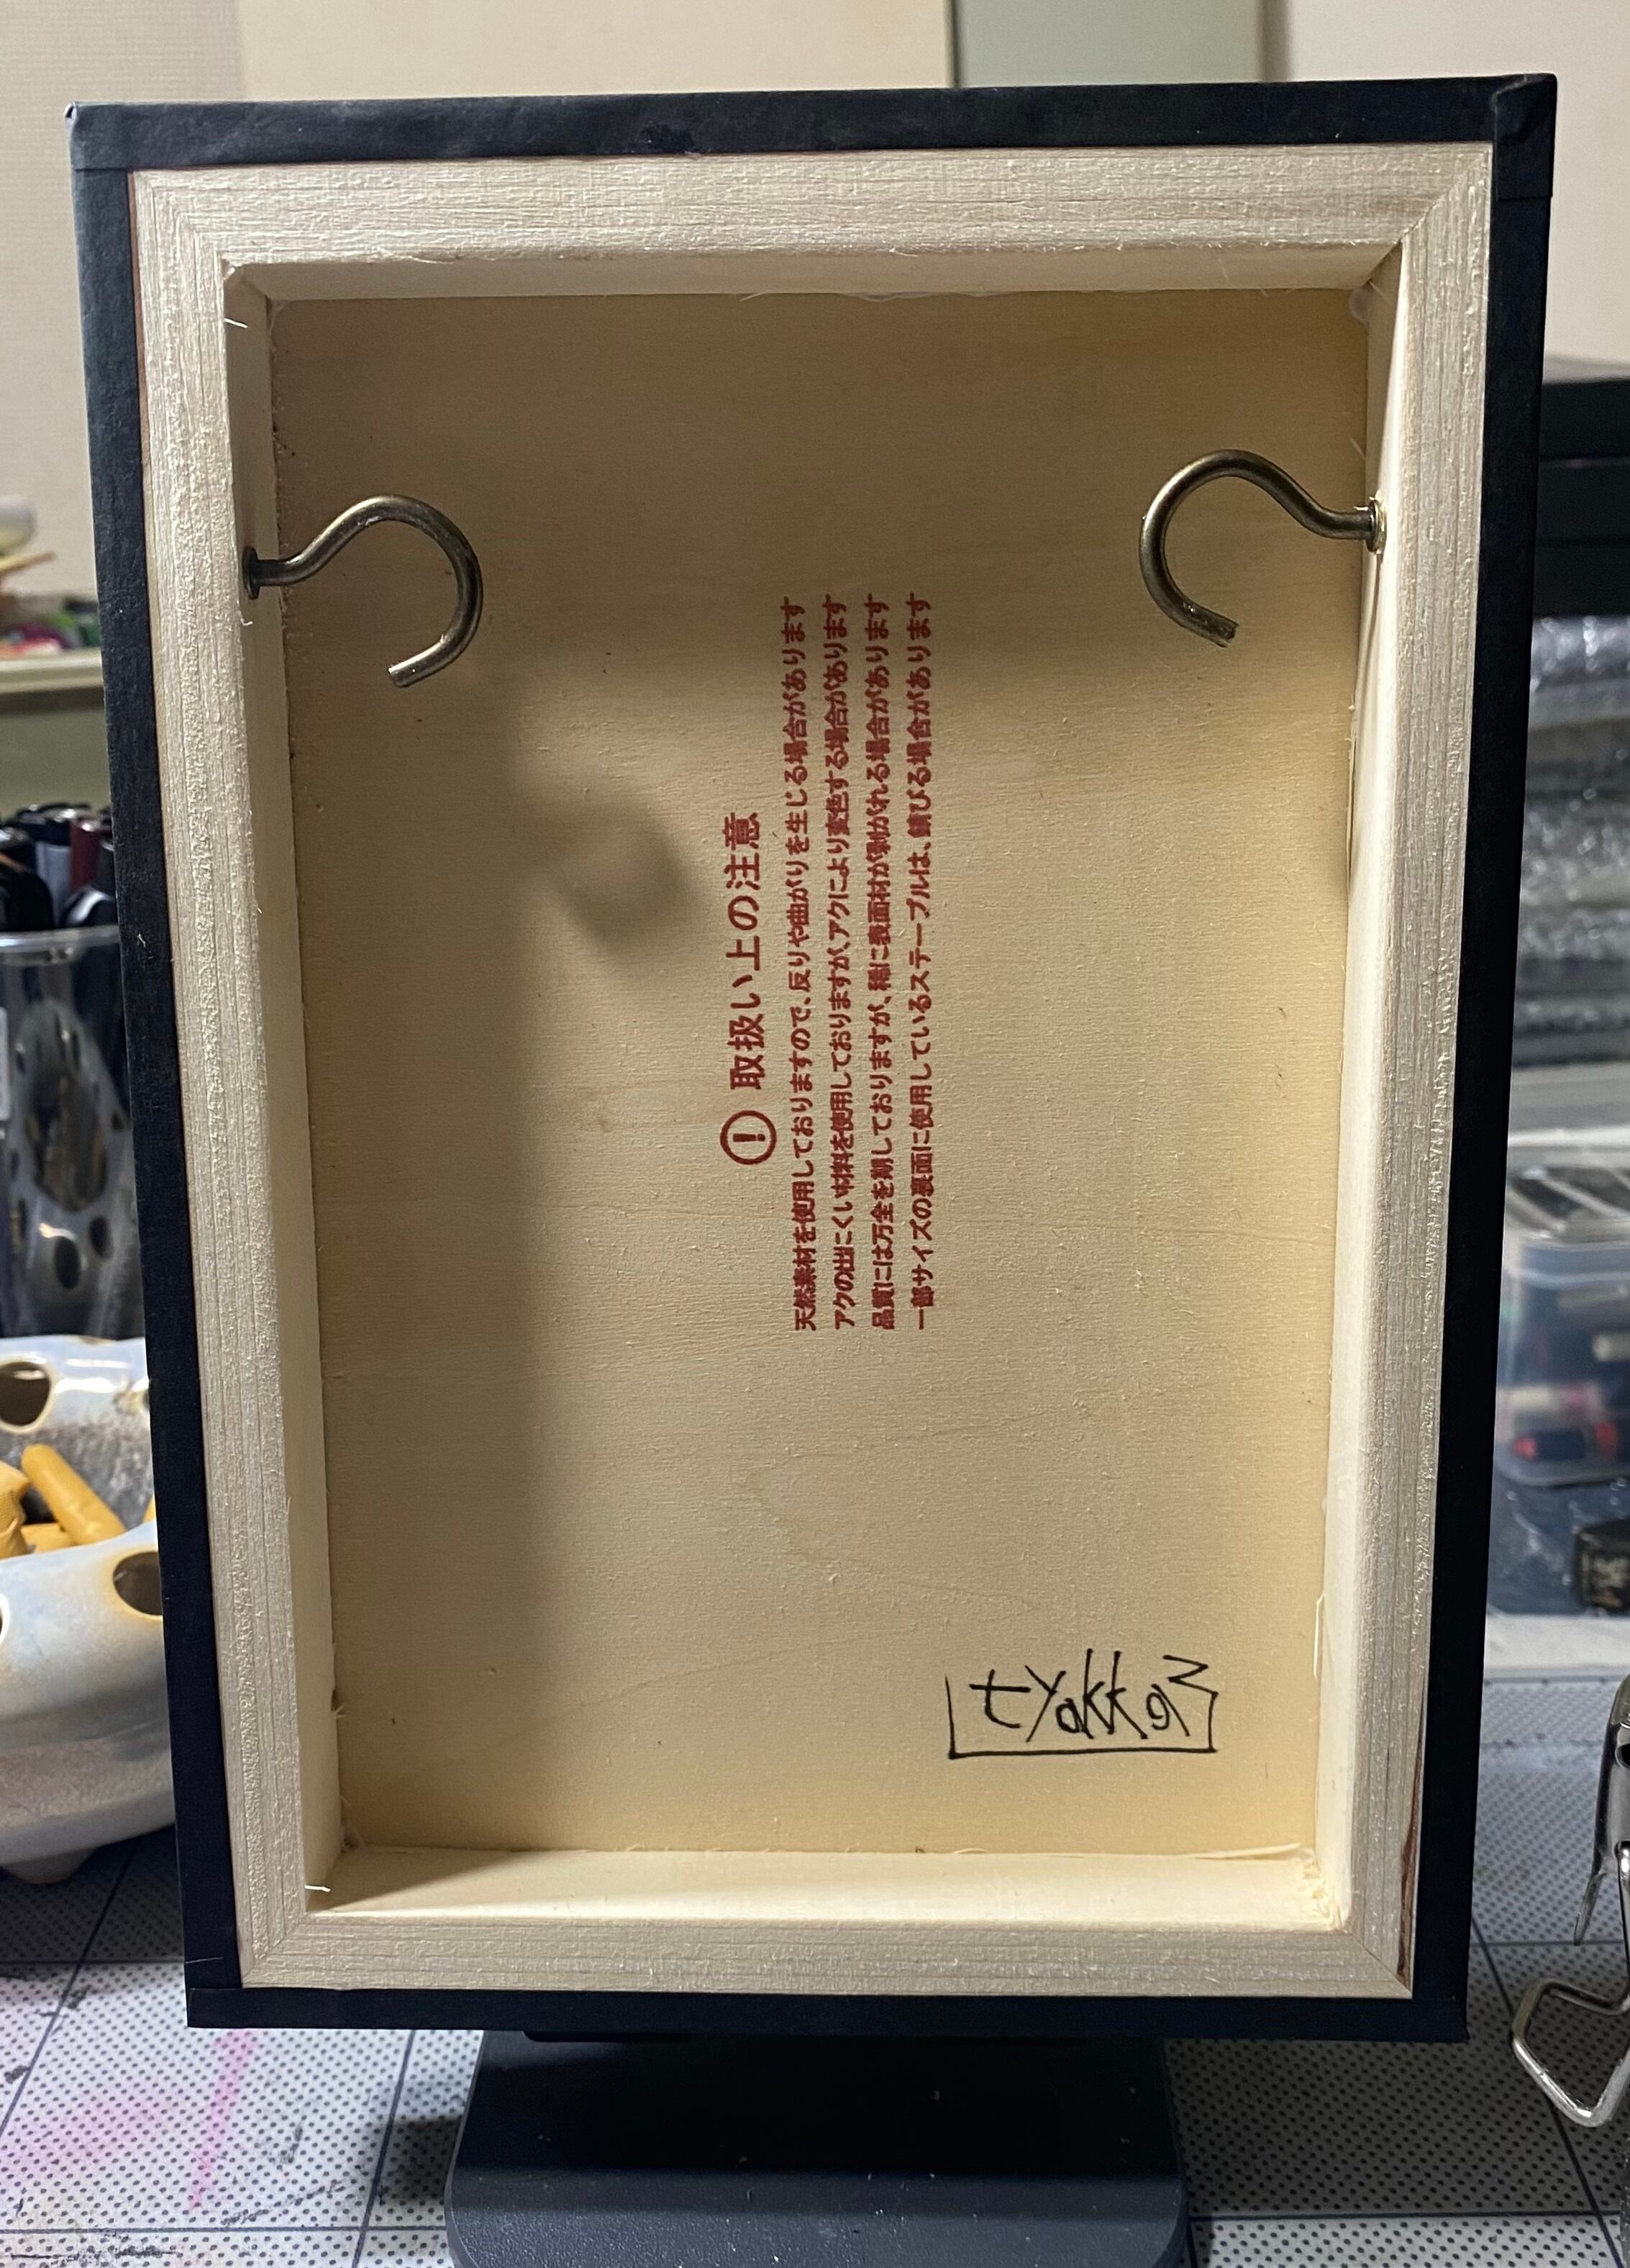 取扱い上の注意
天然素材を使用しておりますので、反りや曲がりを生じる場合があります
アクの出にくい材料を使用しておりますが、アクにより変色する場合があります
品質には万全を期しておりますが、稀に表面材が剥がれる場合があります
一部サイズの裏面に使用しているステープルは、錆びる場合があります
tyakka